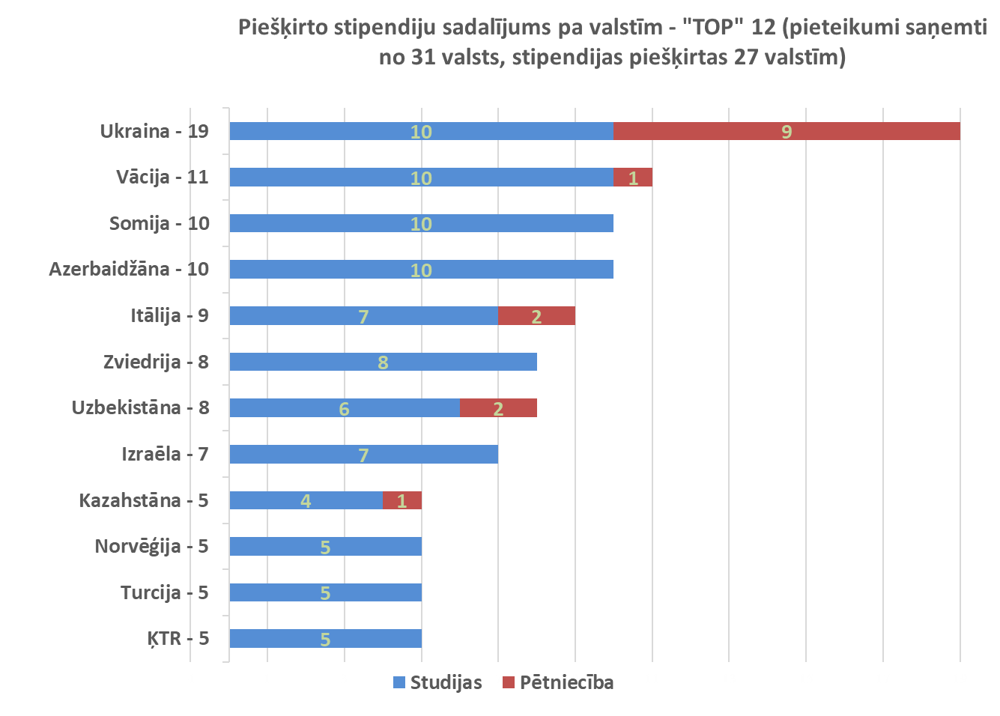 Piešķirto stipendiju sadalījums pa valstīm - "TOP" 12 (pieteikumi saņemti
no 31 valsts, stipendijas piešķirtas 27 valstīm)
Ukraina - 19 10 9
Vācija - 11 10 1
Somija - 10 10
Azerbaidžāna - 10 10
Itālija - 9 7 2
Zviedrija - 8 8
Uzbekistāna - 8 6 2
Izraēla - 7 7
Kazahstāna - 5 4 1
Norvēģija - 5 5
Turcija - 5 5
ĶTR - 5 5
Studijas Pētniecība